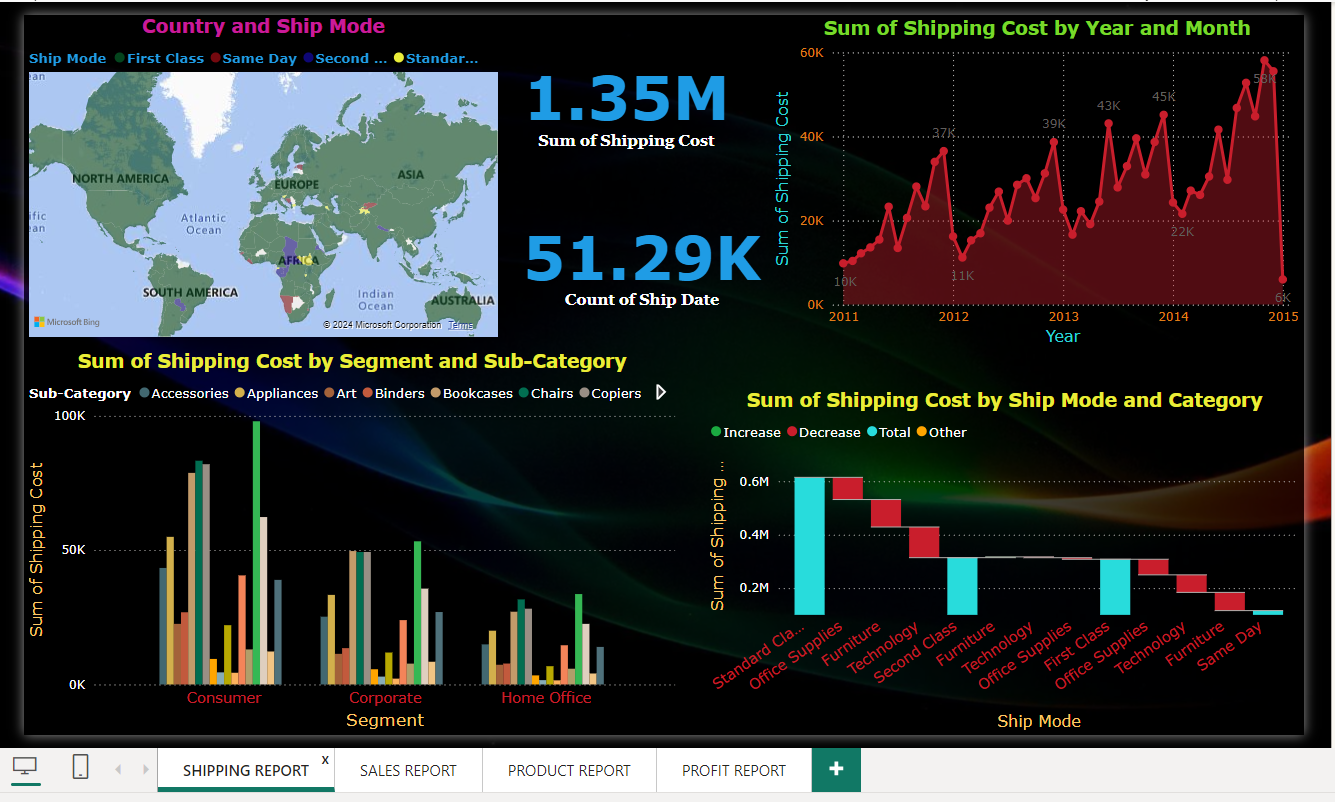 Country and Ship Mode
Ship Mode First Class Same Day Second ... Standar...
NORTH AMERICA
EUROPE
ASIA
Atlantic
Ocean
AFRICA
SOUTH AMERICA
Indian
Ocean
AUSTRALIA
Microsoft Bing
© 2024 Microsoft Corporation Terms
1.35M
Sum of Shipping Cost
51.29K
Count of Ship Date
Sum of Shipping Cost by Year and Month
Sum of Shipping Cost
60K
40K
20K
0K
10K
37K
11K
39K
43K
45K
22K
58K
6K
2011 2012 2013 2014 2015
Year
Sum of Shipping Cost by Segment and Sub-Category
Sub-Category Accessories Appliances Art Binders Bookcases Chairs Copiers
Sum of Shipping Cost
100K
50K
0K
Consumer Corporate Home Office
Segment
Sum of Shipping Cost by Ship Mode and Category
Increase Decrease Total Other
Sum of Shipping ...
0.6M
0.4M
0.2M
Standard Cla...
Office Supplies
Furniture
Technology
Second Class
Furniture
Technology
Office Supplies
First Class
Office Supplies
Technology
Furniture
Same Day
Ship Mode
SHIPPING REPORT x SALES REPORT PRODUCT REPORT PROFIT REPORT +